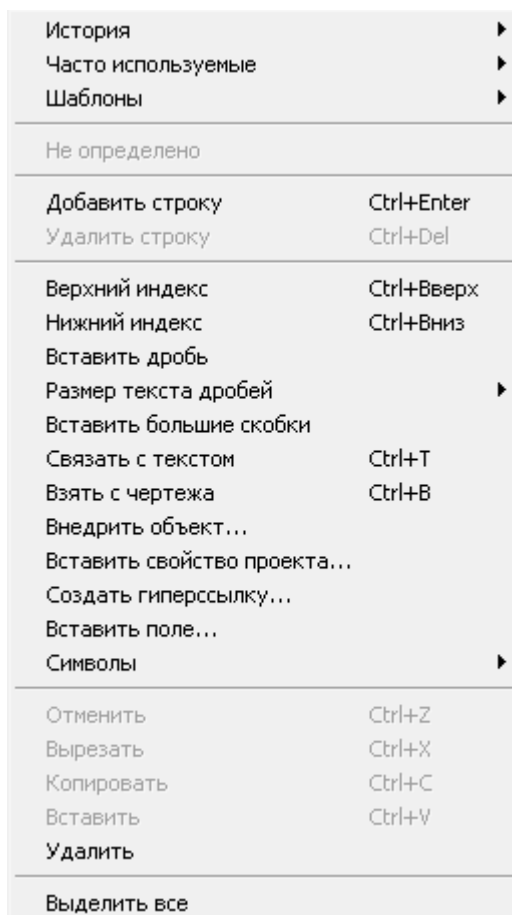 История
Часто используемые
Шаблоны
Не определено
Добавить строку Ctrl+Enter
Удалить строку Ctrl+Del
Верхний индекс Ctrl+Вверх
Нижний индекс Ctrl+Вниз
Вставить дробь
Размер текста дробей
Вставить большие скобки
Связать с текстом Ctrl+T
Взять с чертежа Ctrl+B
Внедрить объект...
Вставить свойство проекта...
Создать гиперссылку...
Вставить поле...
Символы
Отменить Ctrl+Z
Вырезать Ctrl+X
Копировать Ctrl+C
Вставить Ctrl+V
Удалить
Выделить все